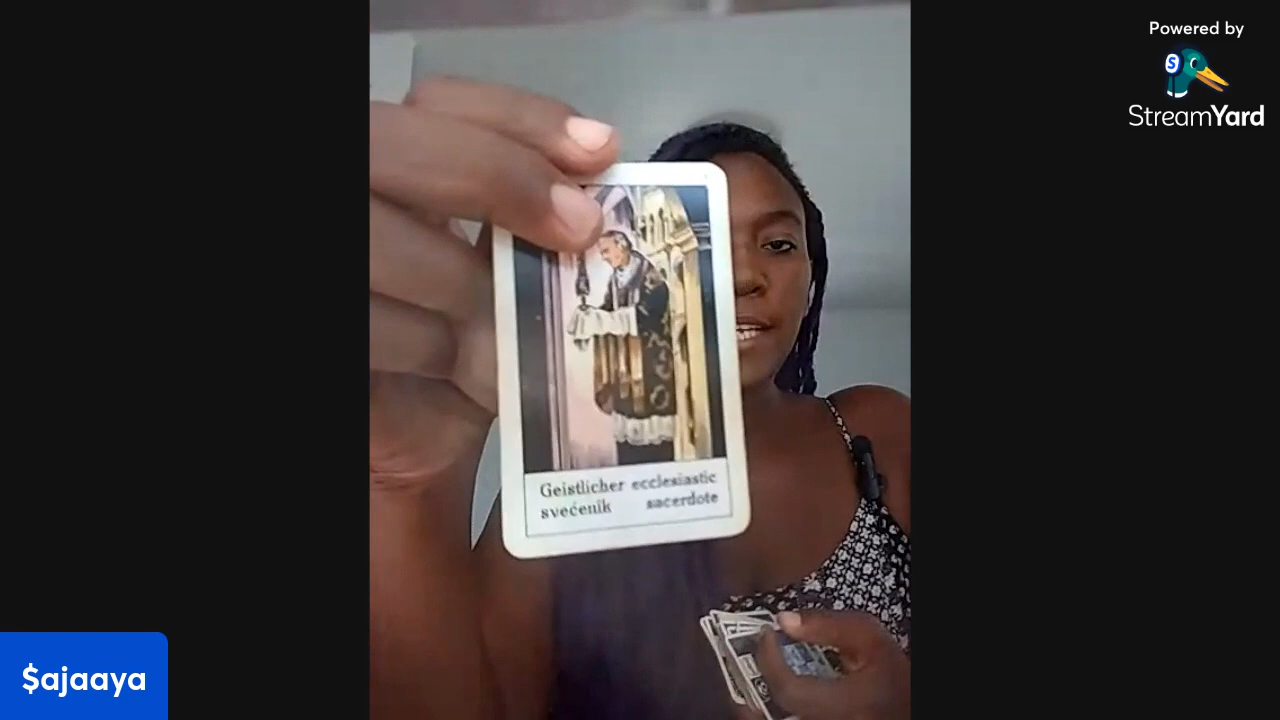 Powered by
StreamYard
Geistlicher ecclesiastic
svećenik sacerdote
$ajaaya